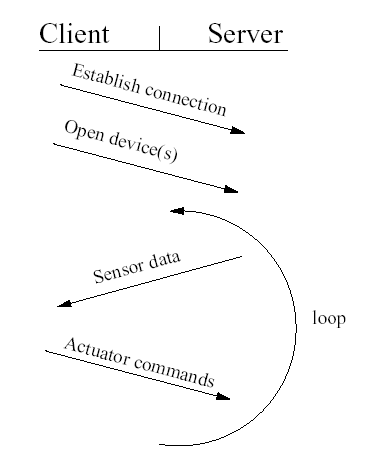 Client Server
Establish connection
Open device(s)
Sensor data
loop
Actuator commands